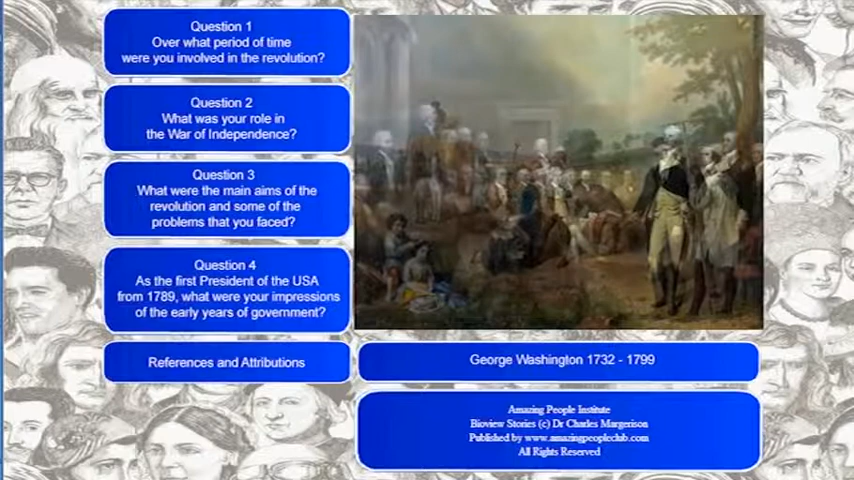 Question 1
Over what period of time
were you involved in the revolution?
Question 2
What was your role in
the War of Independence?
Question 3
What were the main aims of the
revolution and some of the
problems that you faced?
Question 4
As the first President of the USA
from 1789, what were your impressions
of the early years of government?
References and Attributions
George Washington 1732 - 1799
Amazing People Institute
Bioview Stories (c) Dr Charles Margerison
Published by www.amazingpeopleclub.com
All Rights Reserved